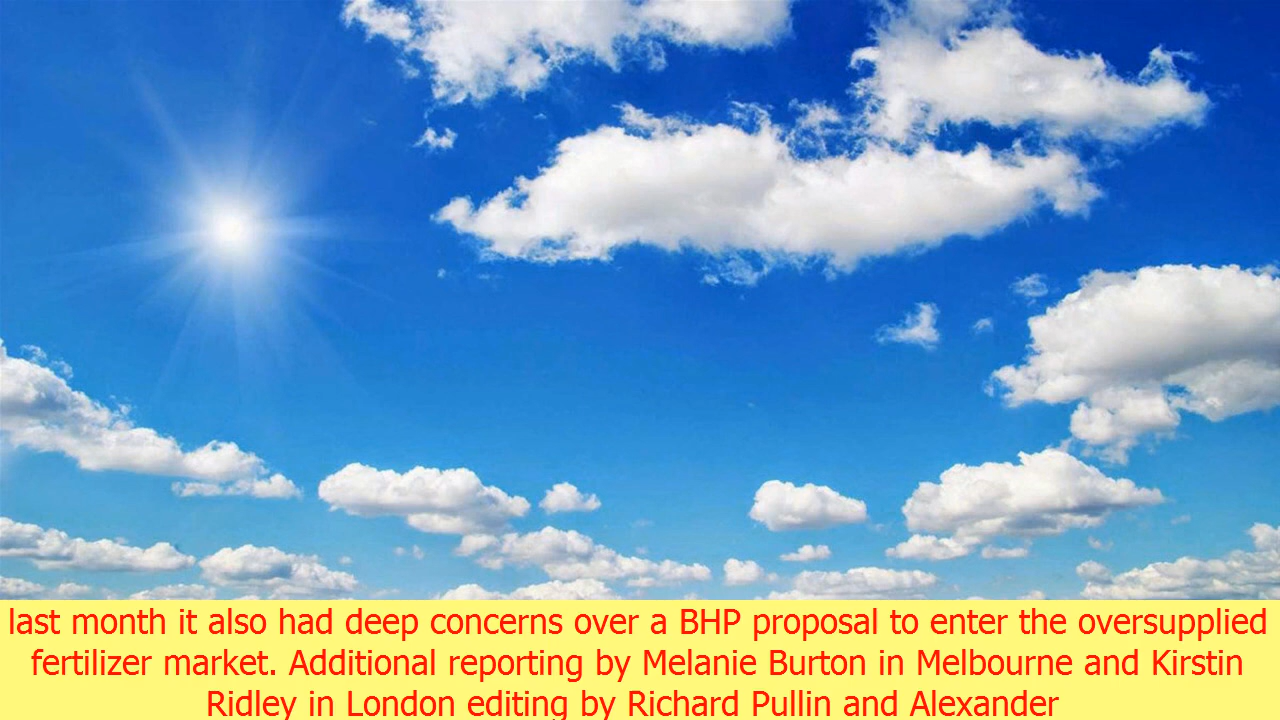 last month it also had deep concerns over a BHP proposal to enter the oversupplied
fertilizer market. Additional reporting by Melanie Burton in Melbourne and Kirstin
Ridley in London editing by Richard Pullin and Alexander